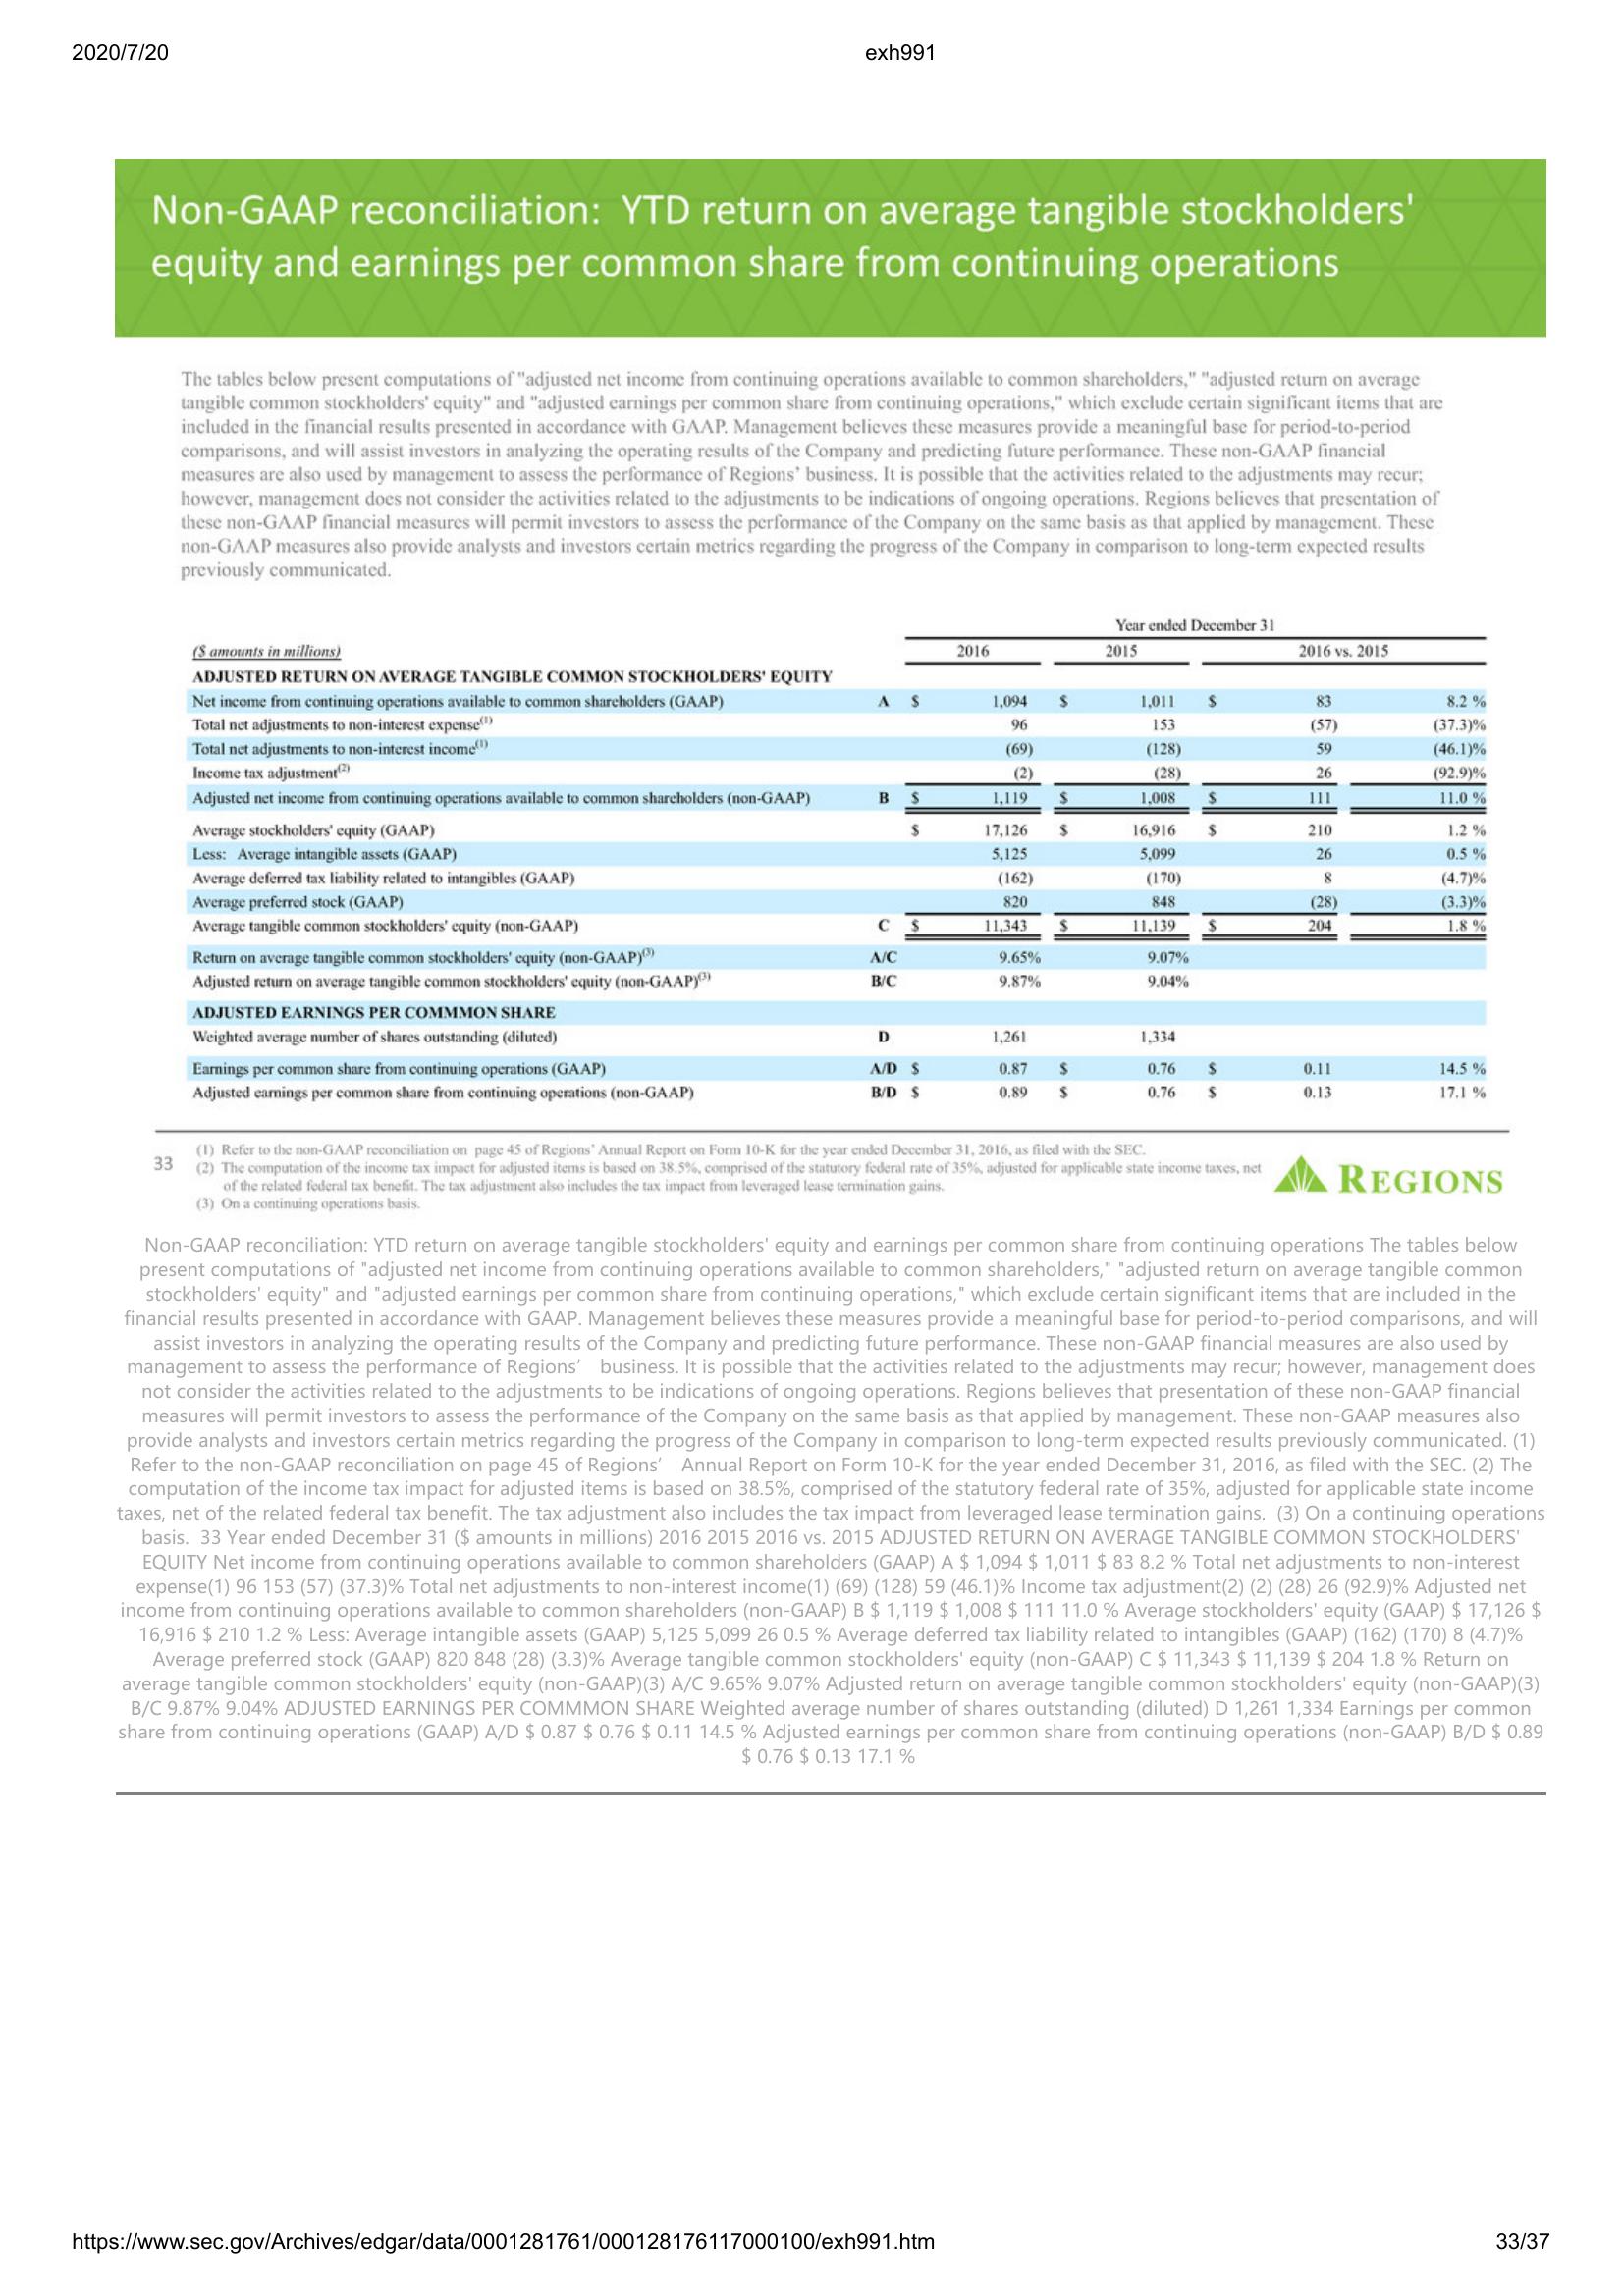 2020/7/20 exh991
Non-GAAP reconciliation: YTD return on average tangible stockholders'
equity and earnings per common share from continuing operations
The tables below present computations of "adjusted net income from continuing operations available to common shareholders," "adjusted return on average
tangible common stockholders' equity" and "adjusted earnings per common share from continuing operations," which exclude certain significant items that are
included in the financial results presented in accordance with GAAP. Management believes these measures provide a meaningful base for period-to-period
comparisons, and will assist investors in analyzing the operating results of the Company and predicting future performance. These non-GAAP financial
measures are also used by management to assess the performance of Regions’ business. It is possible that the activities related to the adjustments may recur;
however, management does not consider the activities related to the adjustments to be indications of ongoing operations. Regions believes that presentation of
these non-GAAP financial measures will permit investors to assess the performance of the Company on the same basis as that applied by management. These
non-GAAP measures also provide analysts and investors certain metrics regarding the progress of the Company in comparison to long-term expected results
previously communicated.
Year ended December 31
($ amounts in millions) 2016 2015 2016 vs. 2015
ADJUSTED RETURN ON AVERAGE TANGIBLE COMMON STOCKHOLDERS' EQUITY
Net income from continuing operations available to common shareholders (GAAP) A $ 1,094 $ 1,011 $ 83 8.2 %
Total net adjustments to non-interest expense(1) 96 153 (57) (37.3)%
Total net adjustments to non-interest income(1) (69) (128) 59 (46.1)%
Income tax adjustment(2) (2) (28) 26 (92.9)%
Adjusted net income from continuing operations available to common shareholders (non-GAAP) B $ 1,119 $ 1,008 $ 111 11.0 %
Average stockholders' equity (GAAP) $ 17,126 $ 16,916 $ 210 1.2 %
Less: Average intangible assets (GAAP) 5,125 5,099 26 0.5 %
Average deferred tax liability related to intangibles (GAAP) (162) (170) 8 (4.7)%
Average preferred stock (GAAP) 820 848 (28) (3.3)%
Average tangible common stockholders' equity (non-GAAP) C $ 11,343 $ 11,139 $ 204 1.8 %
Return on average tangible common stockholders' equity (non-GAAP)(3) A/C 9.65% 9.07%
Adjusted return on average tangible common stockholders' equity (non-GAAP)(3) B/C 9.87% 9.04%
ADJUSTED EARNINGS PER COMMMON SHARE
Weighted average number of shares outstanding (diluted) D 1,261 1,334
Earnings per common share from continuing operations (GAAP) A/D $ 0.87 $ 0.76 $ 0.11 14.5 %
Adjusted earnings per common share from continuing operations (non-GAAP) B/D $ 0.89 $ 0.76 $ 0.13 17.1 %
(1) Refer to the non-GAAP reconciliation on page 45 of Regions’ Annual Report on Form 10-K for the year ended December 31, 2016, as filed with the SEC.
33 (2) The computation of the income tax impact for adjusted items is based on 38.5%, comprised of the statutory federal rate of 35%, adjusted for applicable state income taxes, net
of the related federal tax benefit. The tax adjustment also includes the tax impact from leveraged lease termination gains.
(3) On a continuing operations basis.
REGIONS
Non-GAAP reconciliation: YTD return on average tangible stockholders' equity and earnings per common share from continuing operations The tables below
present computations of "adjusted net income from continuing operations available to common shareholders," "adjusted return on average tangible common
stockholders' equity" and "adjusted earnings per common share from continuing operations," which exclude certain significant items that are included in the
financial results presented in accordance with GAAP. Management believes these measures provide a meaningful base for period-to-period comparisons, and will
assist investors in analyzing the operating results of the Company and predicting future performance. These non-GAAP financial measures are also used by
management to assess the performance of Regions’ business. It is possible that the activities related to the adjustments may recur; however, management does
not consider the activities related to the adjustments to be indications of ongoing operations. Regions believes that presentation of these non-GAAP financial
measures will permit investors to assess the performance of the Company on the same basis as that applied by management. These non-GAAP measures also
provide analysts and investors certain metrics regarding the progress of the Company in comparison to long-term expected results previously communicated. (1)
Refer to the non-GAAP reconciliation on page 45 of Regions’ Annual Report on Form 10-K for the year ended December 31, 2016, as filed with the SEC. (2) The
computation of the income tax impact for adjusted items is based on 38.5%, comprised of the statutory federal rate of 35%, adjusted for applicable state income
taxes, net of the related federal tax benefit. The tax adjustment also includes the tax impact from leveraged lease termination gains. (3) On a continuing operations
basis. 33 Year ended December 31 ($ amounts in millions) 2016 2015 2016 vs. 2015 ADJUSTED RETURN ON AVERAGE TANGIBLE COMMON STOCKHOLDERS'
EQUITY Net income from continuing operations available to common shareholders (GAAP) A $ 1,094 $ 1,011 $ 83 8.2 % Total net adjustments to non-interest
expense(1) 96 153 (57) (37.3)% Total net adjustments to non-interest income(1) (69) (128) 59 (46.1)% Income tax adjustment(2) (2) (28) 26 (92.9)% Adjusted net
income from continuing operations available to common shareholders (non-GAAP) B $ 1,119 $ 1,008 $ 111 11.0 % Average stockholders' equity (GAAP) $ 17,126 $
16,916 $ 210 1.2 % Less: Average intangible assets (GAAP) 5,125 5,099 26 0.5 % Average deferred tax liability related to intangibles (GAAP) (162) (170) 8 (4.7)%
Average preferred stock (GAAP) 820 848 (28) (3.3)% Average tangible common stockholders' equity (non-GAAP) C $ 11,343 $ 11,139 $ 204 1.8 % Return on
average tangible common stockholders' equity (non-GAAP)(3) A/C 9.65% 9.07% Adjusted return on average tangible common stockholders' equity (non-GAAP)(3)
B/C 9.87% 9.04% ADJUSTED EARNINGS PER COMMMON SHARE Weighted average number of shares outstanding (diluted) D 1,261 1,334 Earnings per common
share from continuing operations (GAAP) A/D $ 0.87 $ 0.76 $ 0.11 14.5 % Adjusted earnings per common share from continuing operations (non-GAAP) B/D $ 0.89
$ 0.76 $ 0.13 17.1 %
https://www.sec.gov/Archives/edgar/data/0001281761/000128176117000100/exh991.htm 33/37